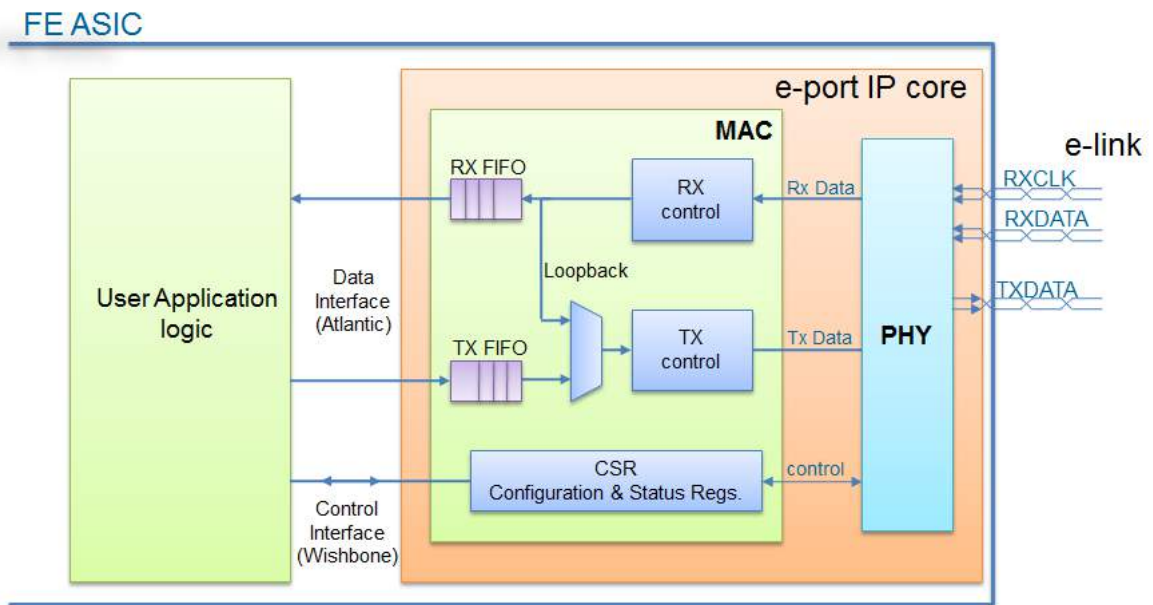 FE ASIC
e-port IP core
MAC
e-link
RX FIFO
RX
control
Rx Data
RXCLK
RXDATA
Loopback
Data
Interface
(Atlantic)
User Application
logic
TXDATA
TX FIFO
TX
control
Tx Data
PHY
CSR
Configuration & Status Regs.
control
Control
Interface
(Wishbone)